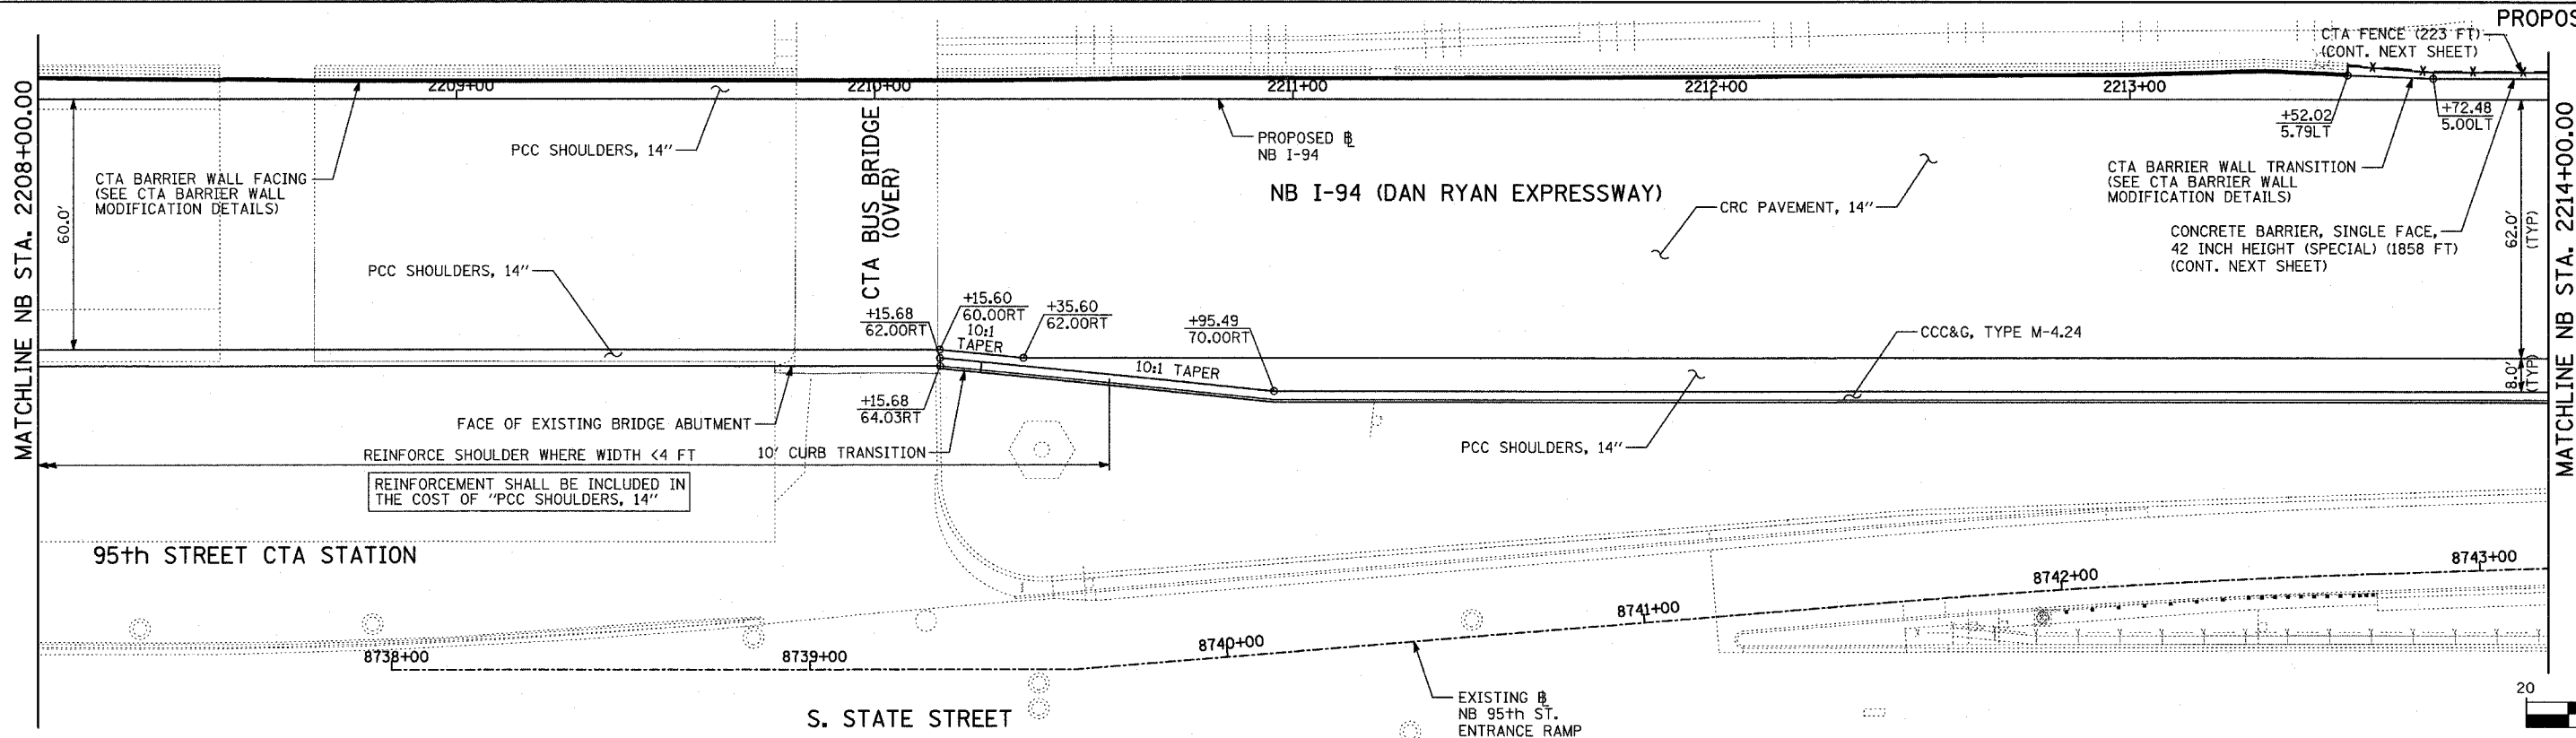 PROPOS
CTA FENCE (223 FT)
(CONT. NEXT SHEET)
MATCHLINE NB STA. 2208+00.00
2209+00
2210+00
2211+00
2212+00
2213+00
+52.02
5.79LT
+72.48
5.00LT
MATCHLINE NB STA. 2214+00.00
60.0'
PCC SHOULDERS, 14"
CTA BUS BRIDGE
(OVER)
PROPOSED ℄
NB I-94
CTA BARRIER WALL FACING
(SEE CTA BARRIER WALL
MODIFICATION DETAILS)
NB I-94 (DAN RYAN EXPRESSWAY)
CRC PAVEMENT, 14"
CTA BARRIER WALL TRANSITION
(SEE CTA BARRIER WALL
MODIFICATION DETAILS)
CONCRETE BARRIER, SINGLE FACE,
42 INCH HEIGHT (SPECIAL) (1858 FT)
(CONT. NEXT SHEET)
62.0'
(TYP)
PCC SHOULDERS, 14"
+15.68
62.00RT
+15.60
60.00RT
10:1
TAPER
+35.60
62.00RT
+95.49
70.00RT
CCC&G, TYPE M-4.24
10:1 TAPER
8.0'
(TYP)
+15.68
64.03RT
FACE OF EXISTING BRIDGE ABUTMENT
REINFORCE SHOULDER WHERE WIDTH <4 FT
10' CURB TRANSITION
PCC SHOULDERS, 14"
REINFORCEMENT SHALL BE INCLUDED IN
THE COST OF "PCC SHOULDERS, 14"
95th STREET CTA STATION
8738+00
8739+00
8740+00
8741+00
8742+00
8743+00
S. STATE STREET
EXISTING ℄
NB 95th ST.
ENTRANCE RAMP
20